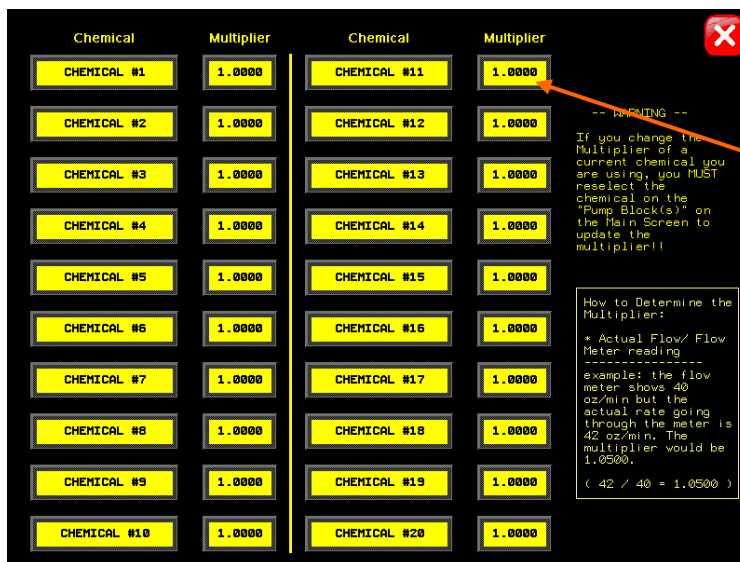 Chemical Multiplier Chemical Multiplier
CHEMICAL #1 1.0000 CHEMICAL #11 1.0000
CHEMICAL #2 1.0000 CHEMICAL #12 1.0000
CHEMICAL #3 1.0000 CHEMICAL #13 1.0000
CHEMICAL #4 1.0000 CHEMICAL #14 1.0000
CHEMICAL #5 1.0000 CHEMICAL #15 1.0000
CHEMICAL #6 1.0000 CHEMICAL #16 1.0000
CHEMICAL #7 1.0000 CHEMICAL #17 1.0000
CHEMICAL #8 1.0000 CHEMICAL #18 1.0000
CHEMICAL #9 1.0000 CHEMICAL #19 1.0000
CHEMICAL #10 1.0000 CHEMICAL #20 1.0000
-- WARNING --
If you change the
Multiplier of a
current chemical you
are using, you MUST
reselect the
chemical on the
"Pump Block(s)" on
the Main Screen to
update the
multiplier!!
How to Determine the
Multiplier:
* Actual Flow/ Flow
Meter reading
----------------
example: the flow
meter shows 40
oz/min but the
actual rate going
through the meter is
42 oz/min. The
multiplier would be
1.0500.
( 42 / 40 = 1.0500 )